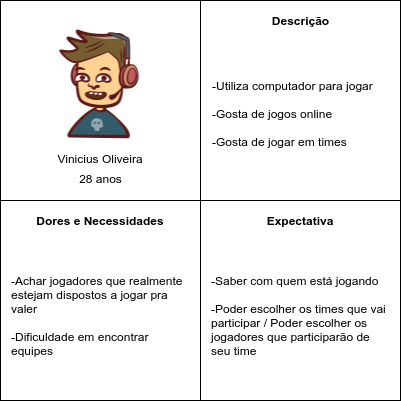 Vinicius Oliveira
28 anos
Descrição
-Utiliza computador para jogar
-Gosta de jogos online
-Gosta de jogar em times
Dores e Necessidades
-Achar jogadores que realmente
estejam dispostos a jogar pra
valer
-Dificuldade em encontrar
equipes
Expectativa
-Saber com quem está jogando
-Poder escolher os times que vai
participar / Poder escolher os
jogadores que participarão de
seu time